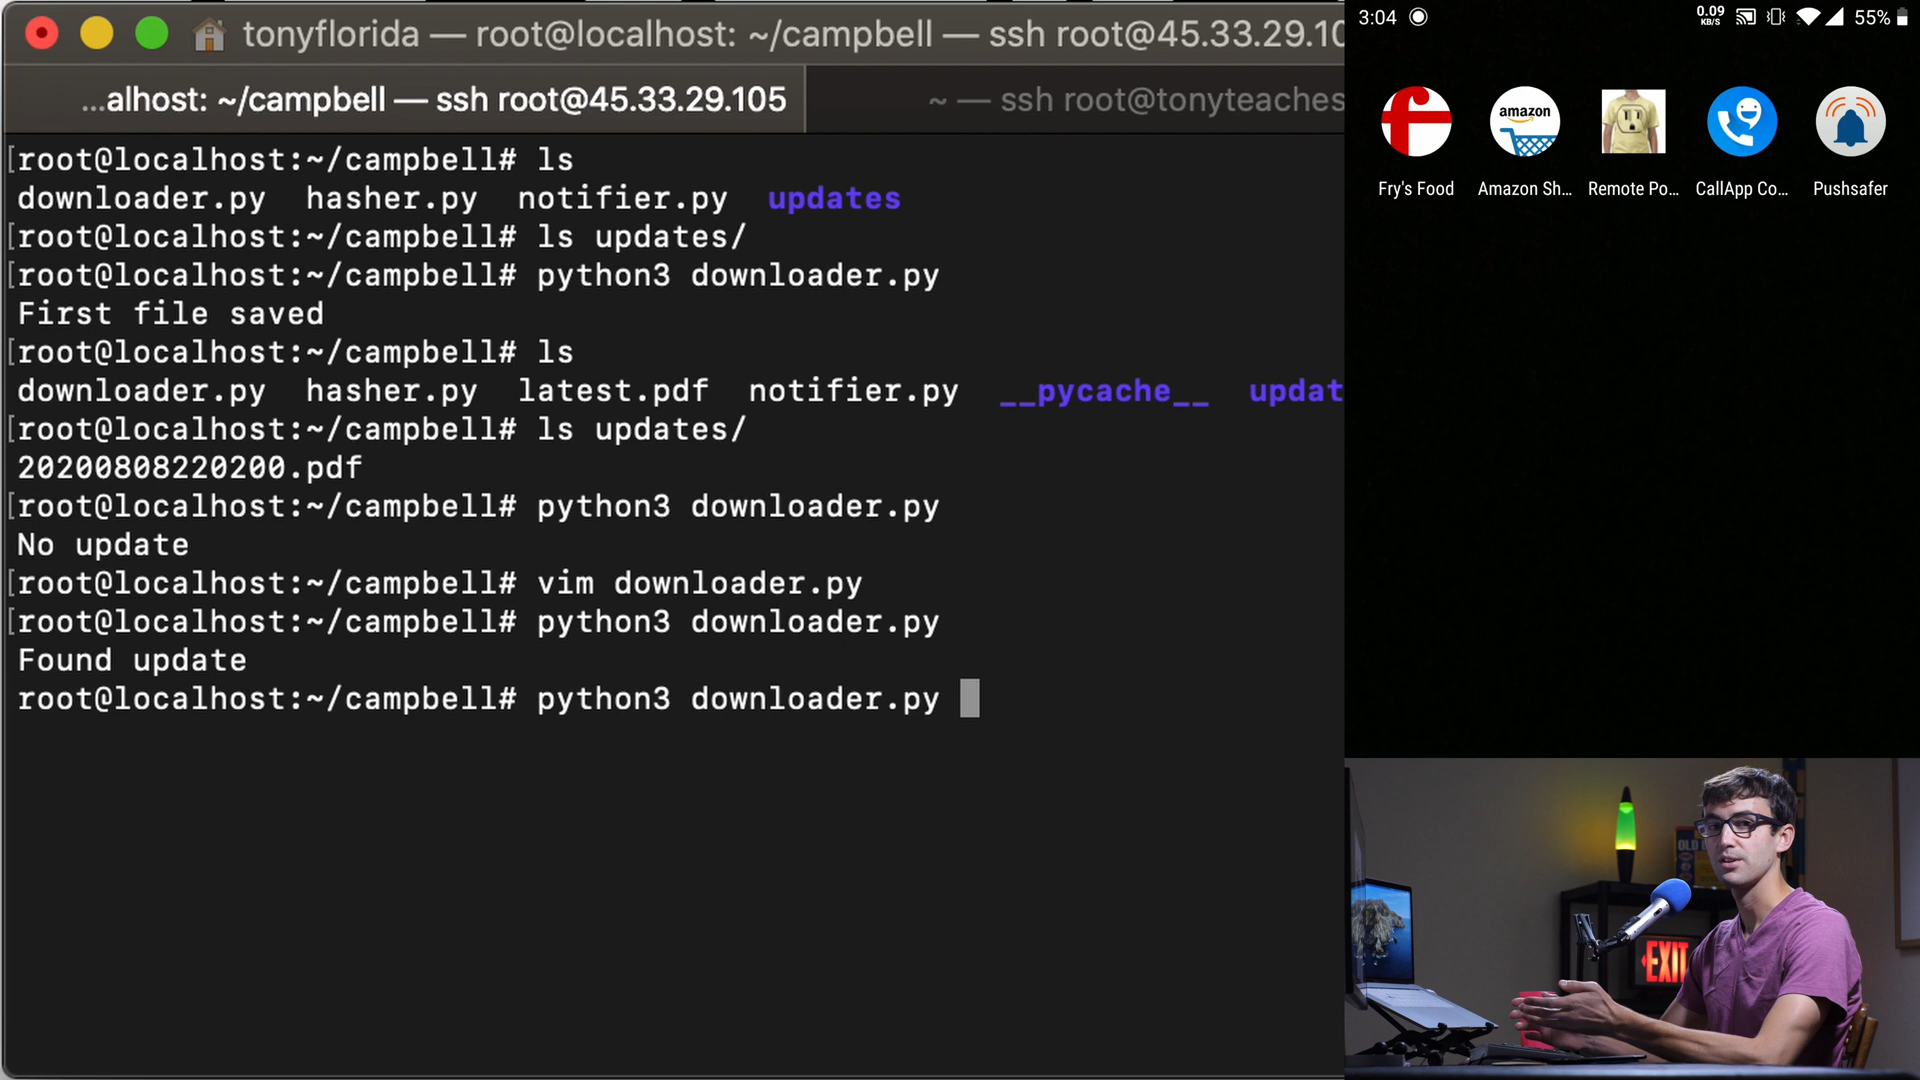 tonyflorida — root@localhost: ~/campbell — ssh root@45.33.29.10
...alhost: ~/campbell — ssh root@45.33.29.105
~ — ssh root@tonyteaches
[root@localhost:~/campbell# ls
downloader.py hasher.py notifier.py updates
[root@localhost:~/campbell# ls updates/
[root@localhost:~/campbell# python3 downloader.py
First file saved
[root@localhost:~/campbell# ls
downloader.py hasher.py latest.pdf notifier.py __pycache__ updat
[root@localhost:~/campbell# ls updates/
20200808220200.pdf
[root@localhost:~/campbell# python3 downloader.py
No update
[root@localhost:~/campbell# vim downloader.py
[root@localhost:~/campbell# python3 downloader.py
Found update
root@localhost:~/campbell# python3 downloader.py
3:04
0.09
KB/S
55%
amazon
Fry's Food
Amazon Sh...
Remote Po...
CallApp Co...
Pushsafer
OLD
EXIT